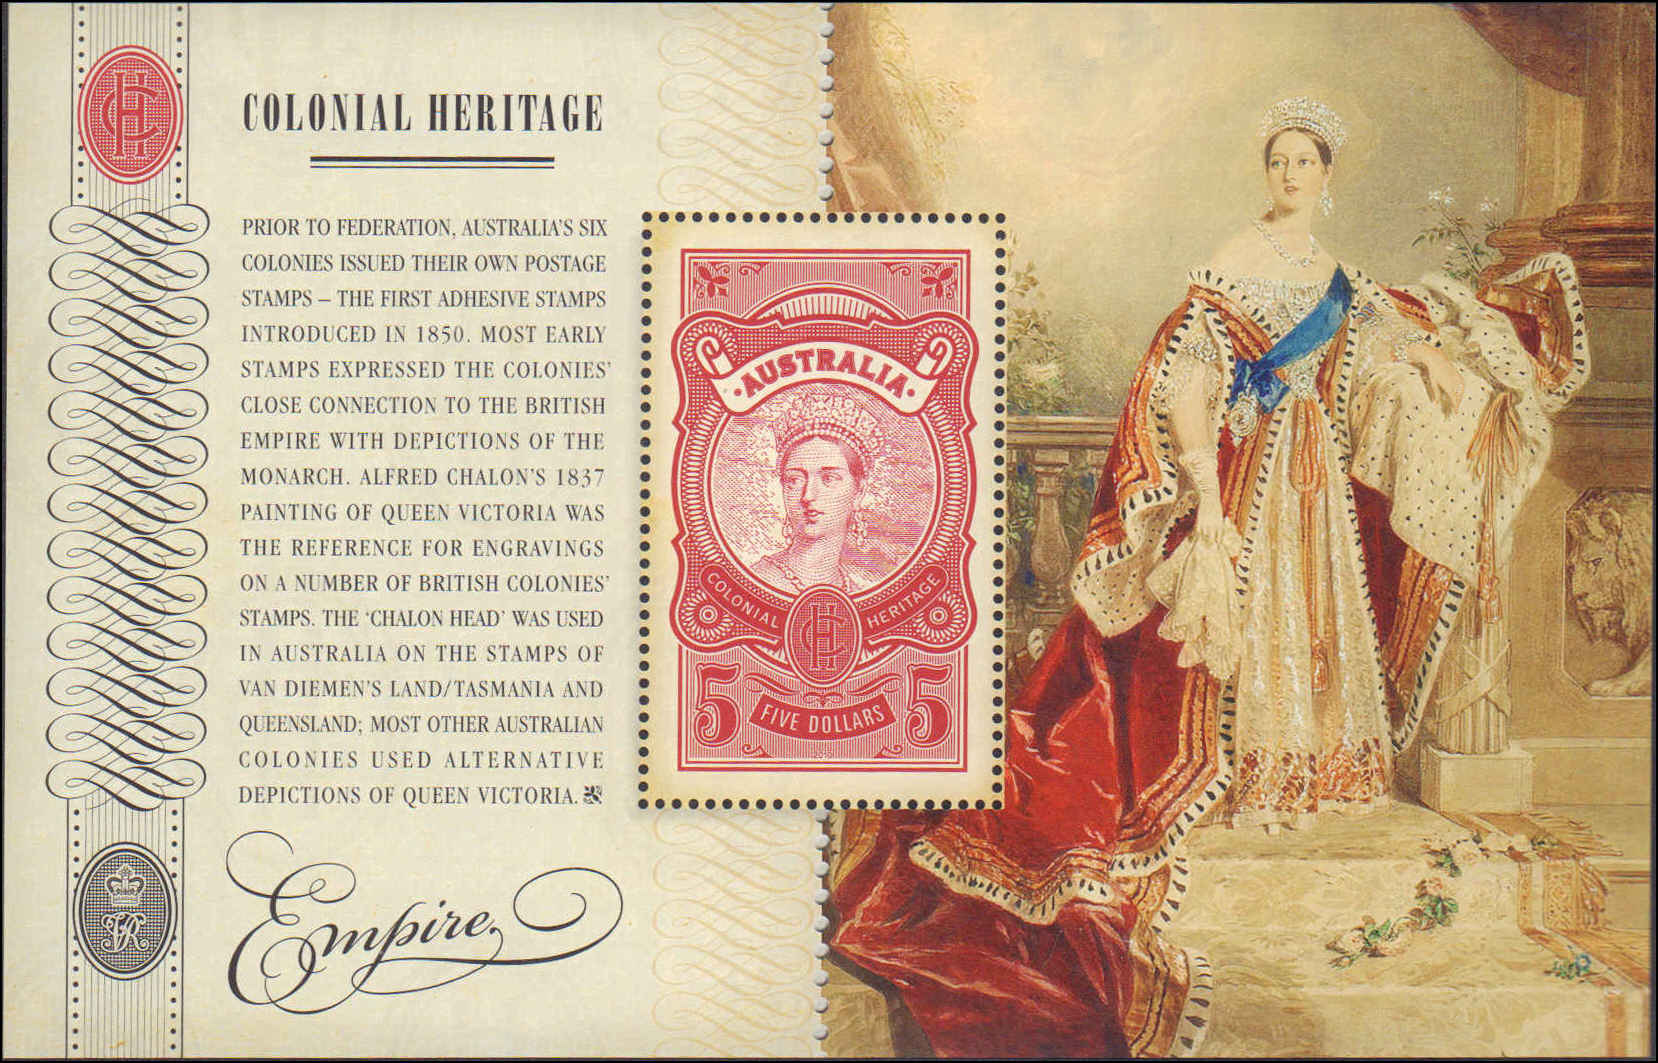 COLONIAL HERITAGE
PRIOR TO FEDERATION, AUSTRALIA'S SIX
COLONIES ISSUED THEIR OWN POSTAGE
STAMPS – THE FIRST ADHESIVE STAMPS
INTRODUCED IN 1850. MOST EARLY
STAMPS EXPRESSED THE COLONIES'
CLOSE CONNECTION TO THE BRITISH
EMPIRE WITH DEPICTIONS OF THE
MONARCH. ALFRED CHALON'S 1837
PAINTING OF QUEEN VICTORIA WAS
THE REFERENCE FOR ENGRAVINGS
ON A NUMBER OF BRITISH COLONIES'
STAMPS. THE 'CHALON HEAD' WAS USED
IN AUSTRALIA ON THE STAMPS OF
VAN DIEMEN'S LAND/TASMANIA AND
QUEENSLAND; MOST OTHER AUSTRALIAN
COLONIES USED ALTERNATIVE
DEPICTIONS OF QUEEN VICTORIA.
Empire
HC
VR
·AUSTRALIA·
COLONIAL HERITAGE
HC
5 5
FIVE DOLLARS